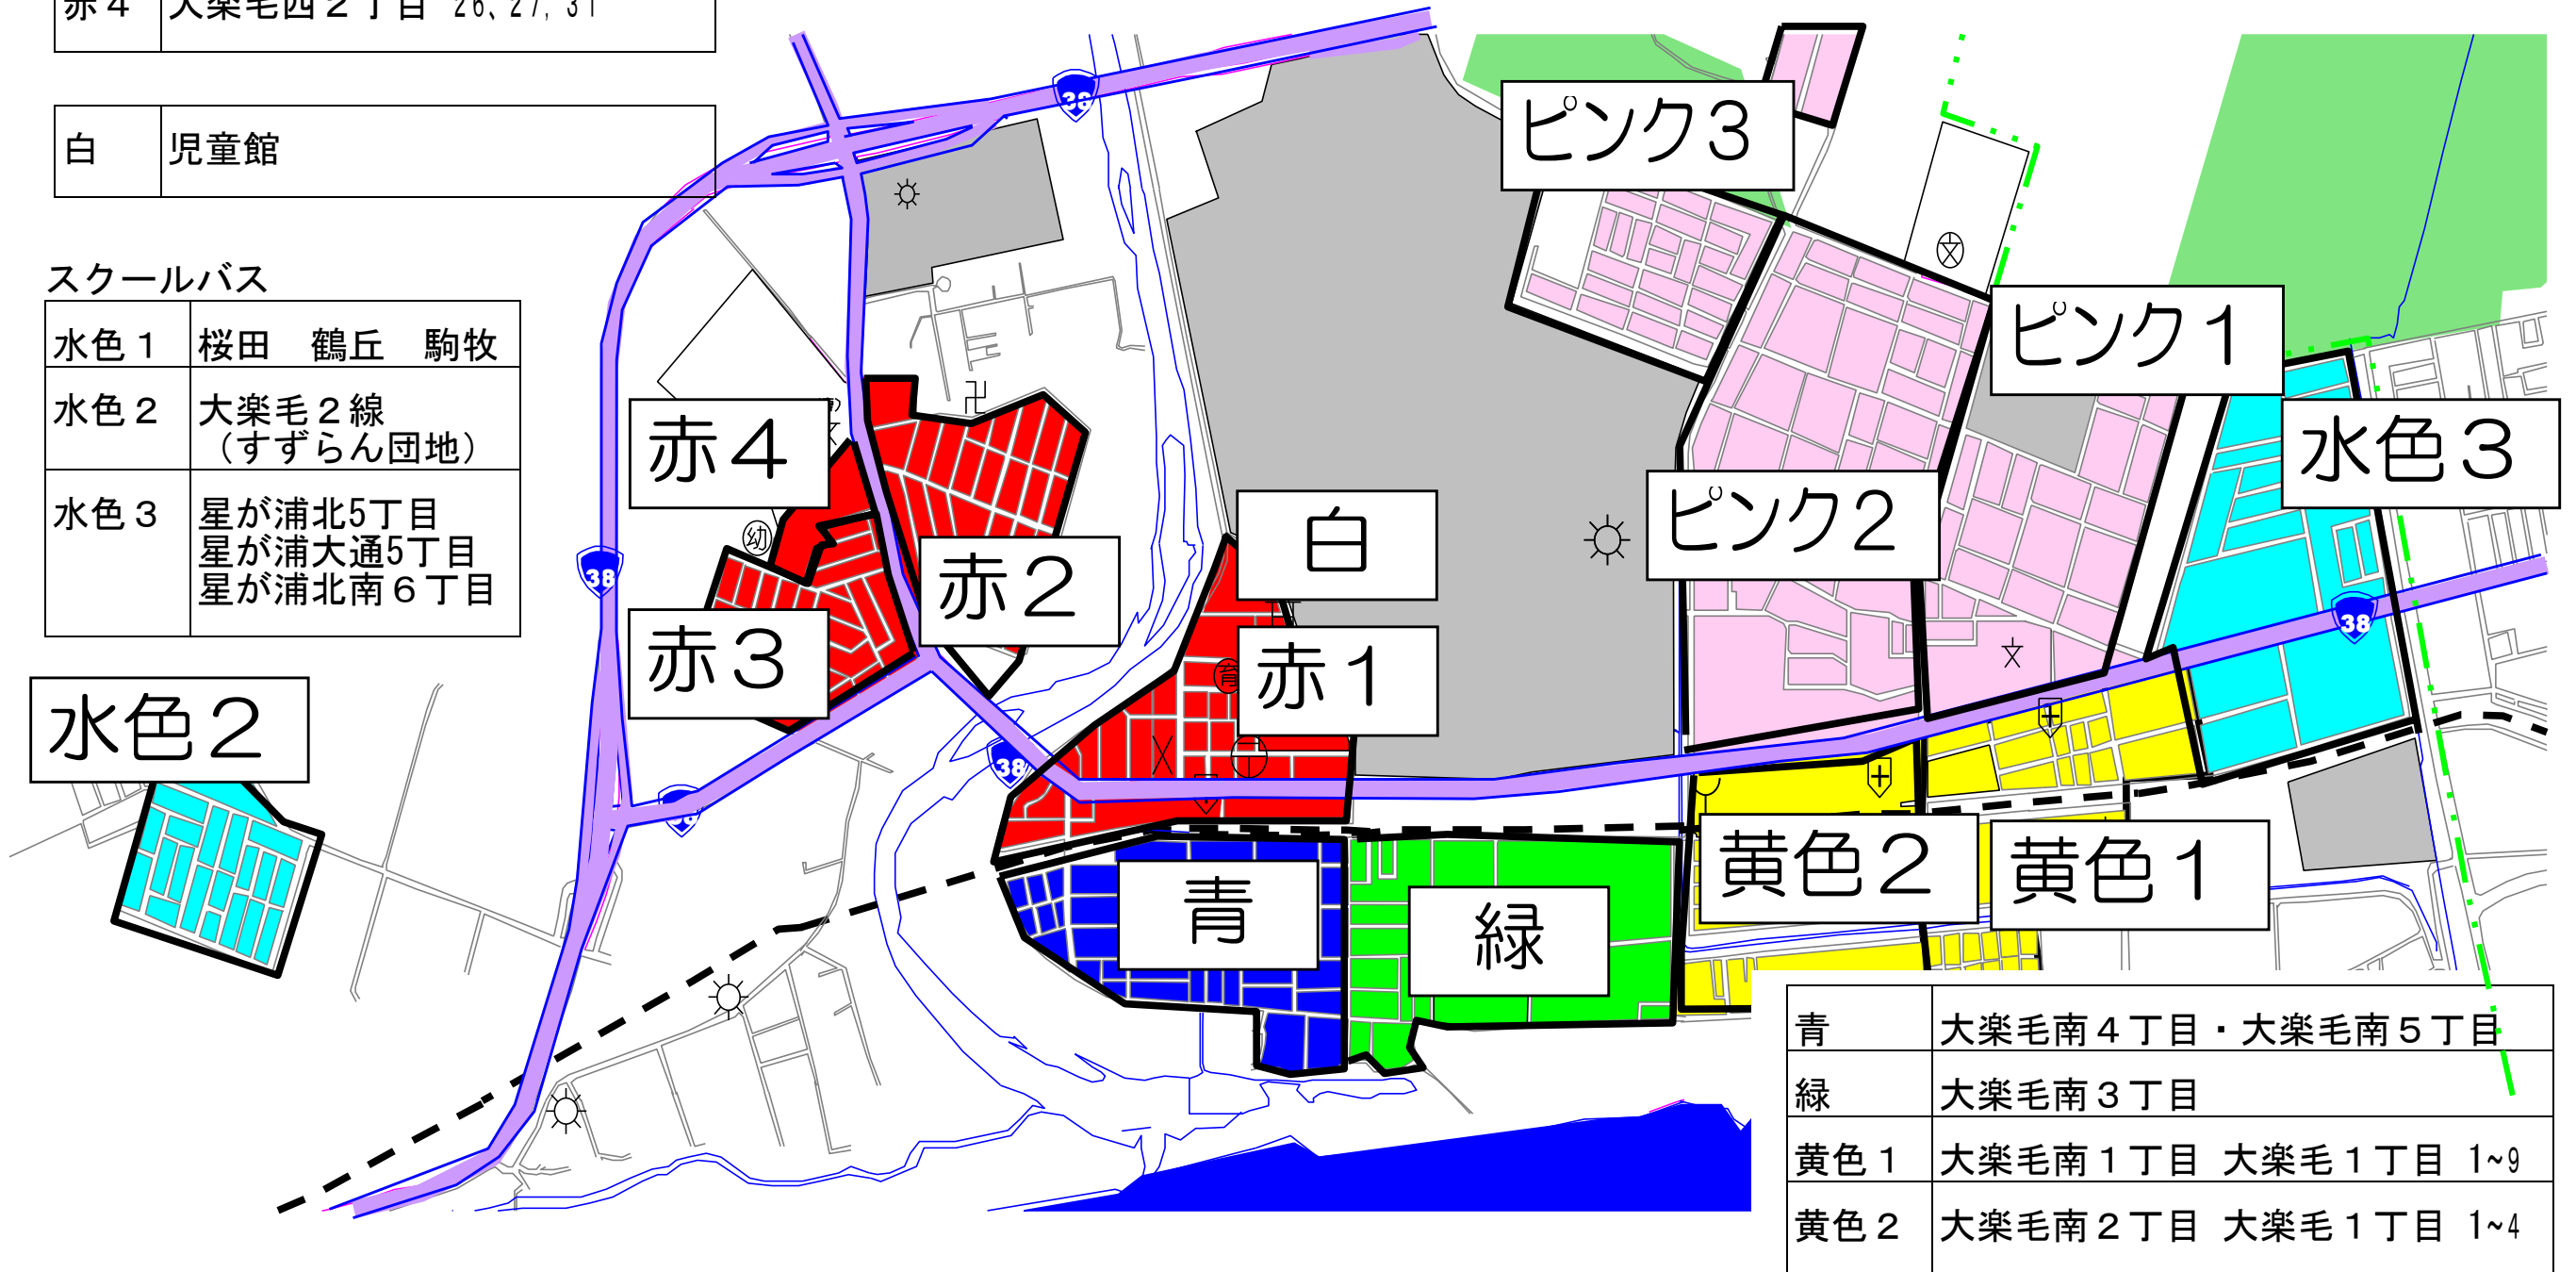 赤４ 大楽毛西２丁目 26、27, 31
白 児童館
スクールバス
水色１ 桜田　鶴丘　駒牧
水色２ 大楽毛２線
（すずらん団地）
水色３ 星が浦北5丁目
星が浦大通5丁目
星が浦北南６丁目
38
ピンク3
文
ピンク1
水色3
赤4
幼
白
ピンク2
38
赤2
38
赤3
育
赤1
文
水色2
38
黄色2
黄色1
青
緑
青 大楽毛南４丁目・大楽毛南５丁目
緑 大楽毛南３丁目
黄色１ 大楽毛南１丁目 大楽毛１丁目 1~9
黄色２ 大楽毛南２丁目 大楽毛１丁目 1~4